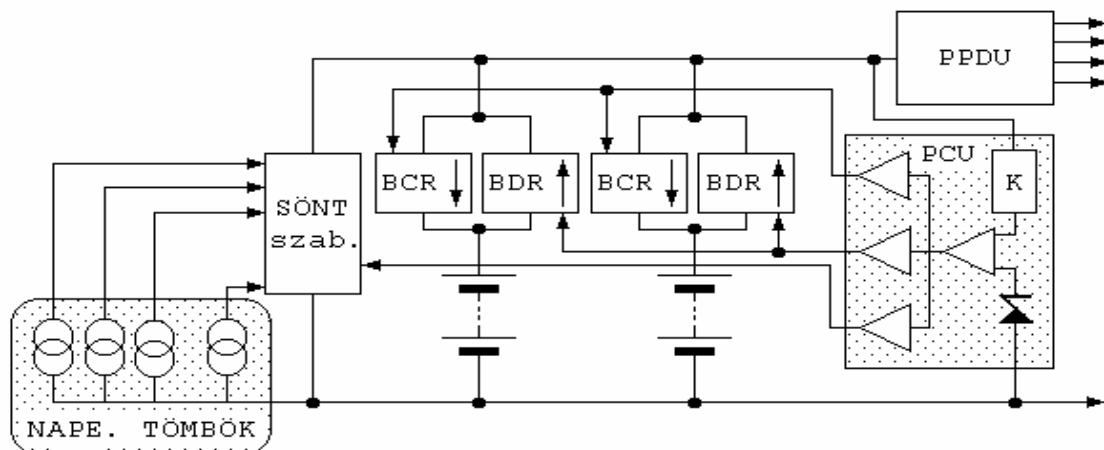 PPDU
PCU
BCR
BDR
BCR
BDR
K
SÖNT
szab.
NAPE. TÖMBÖK